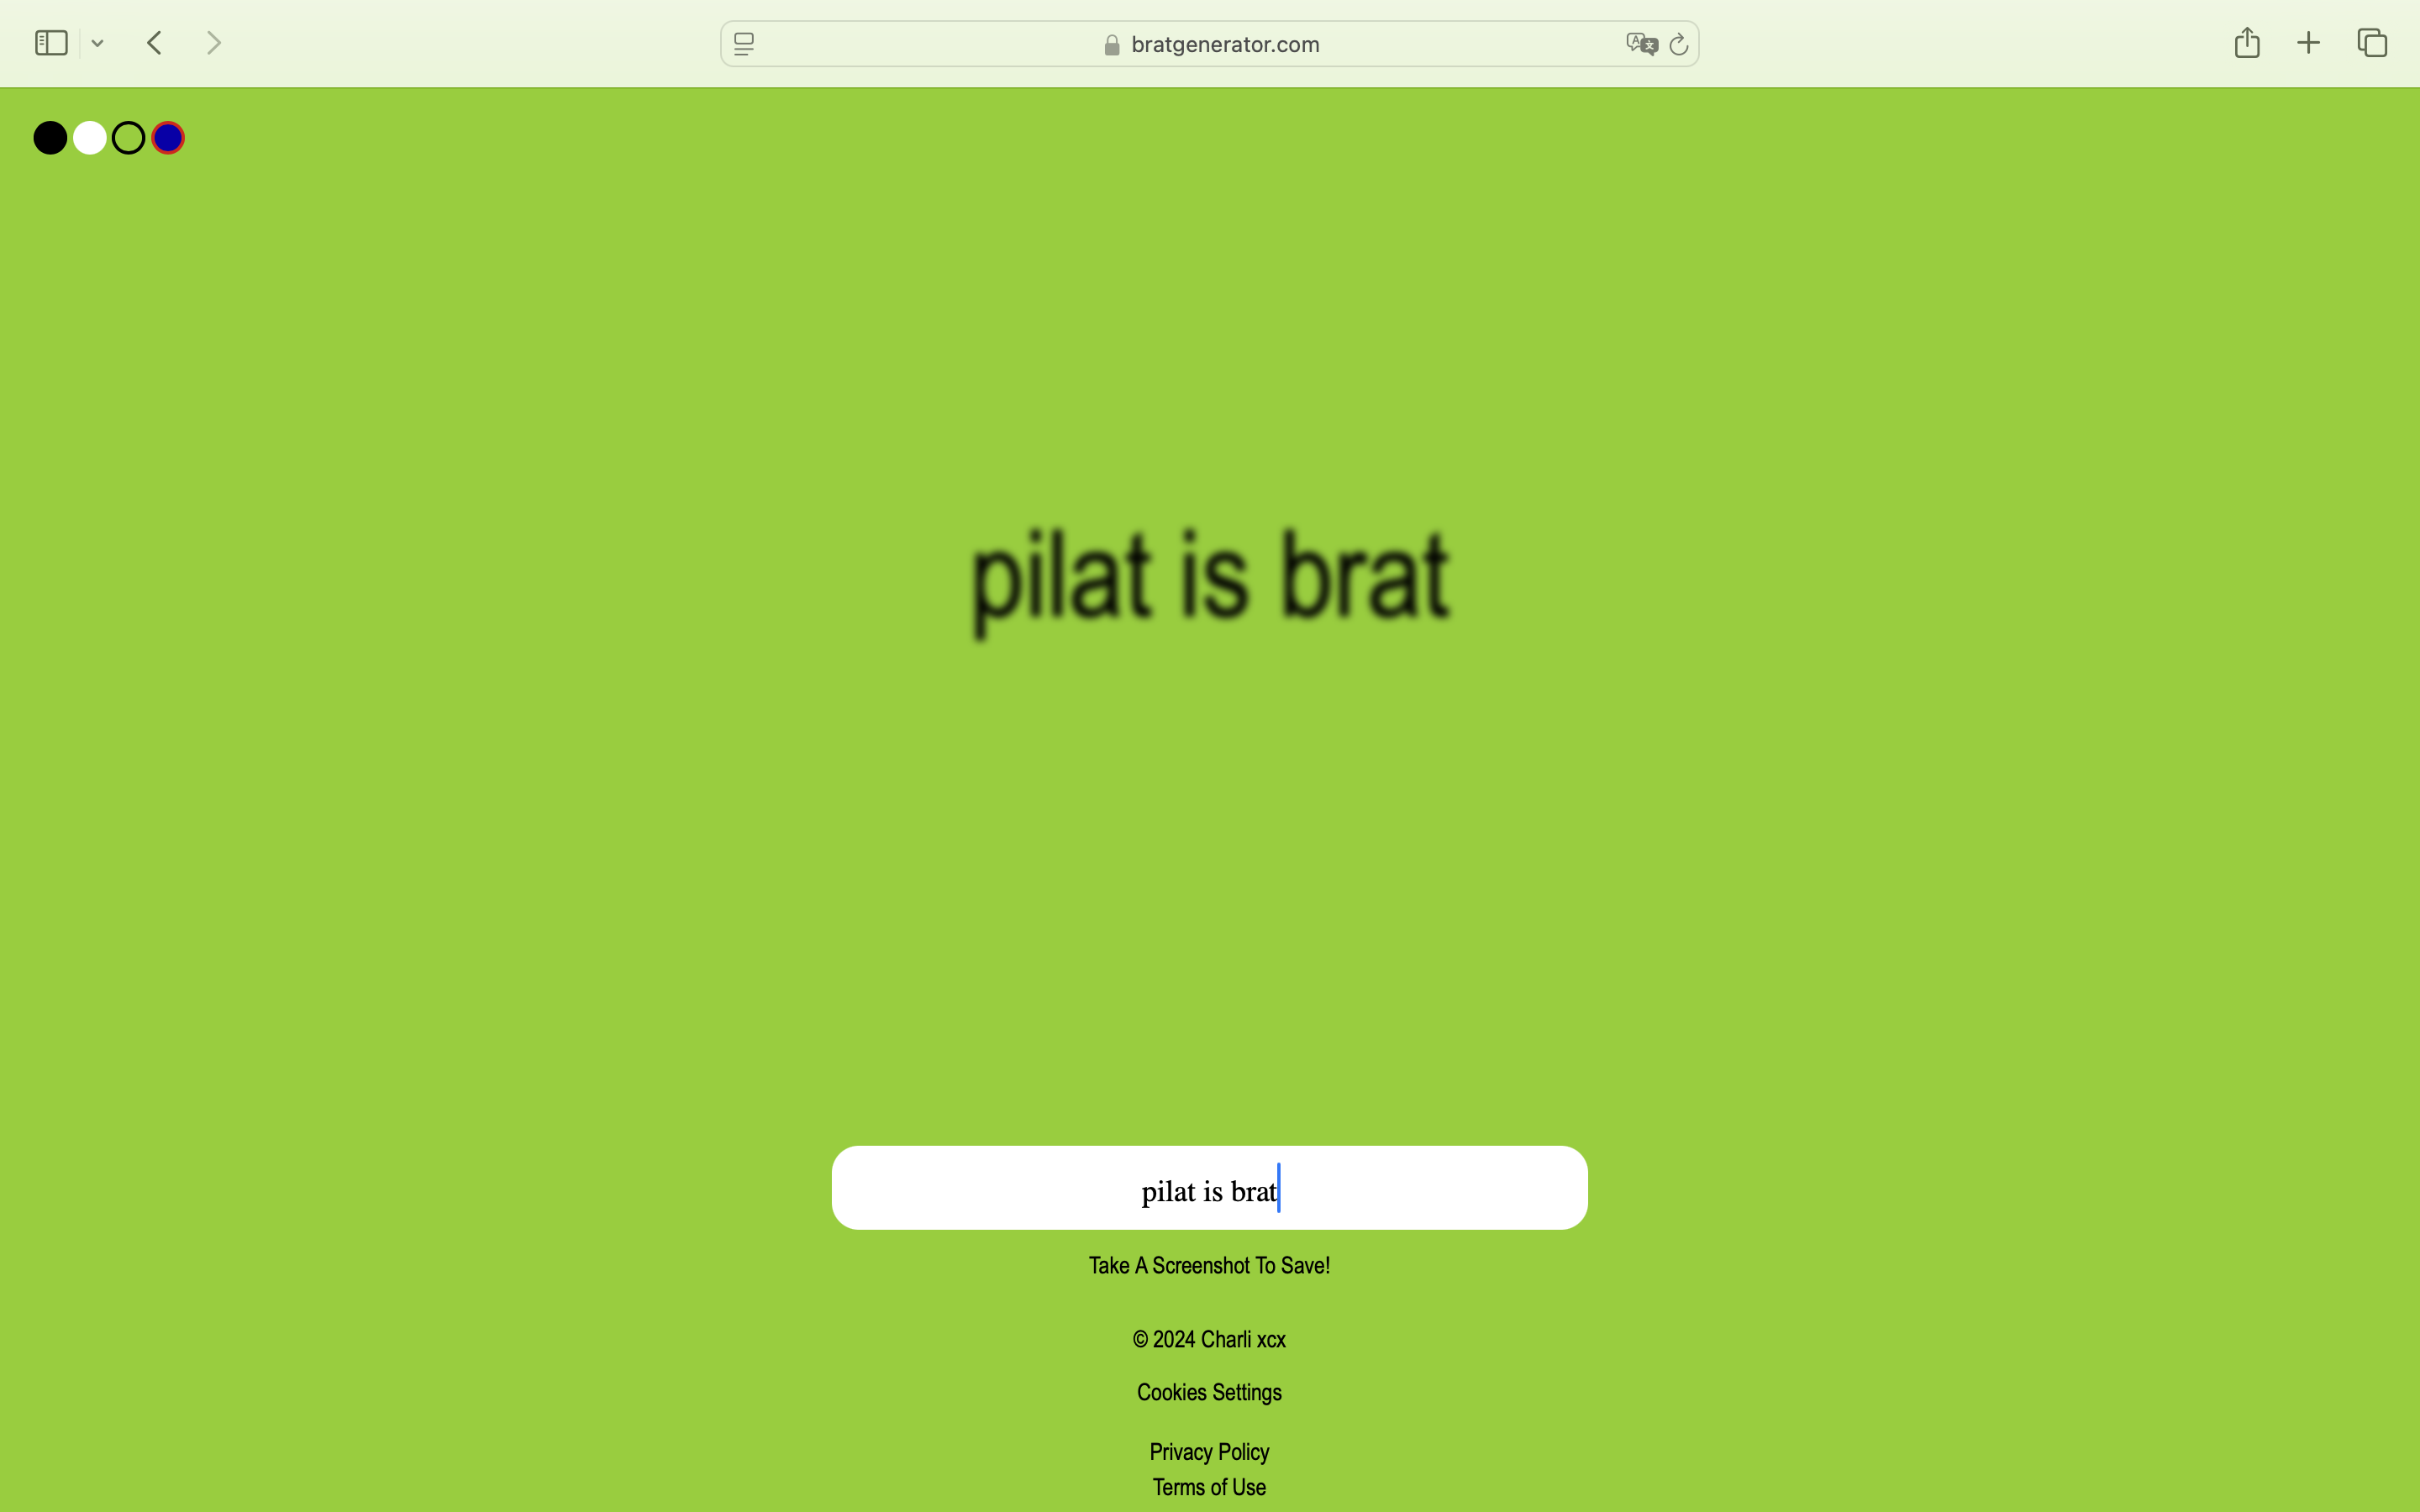 bratgenerator.com
pilat is brat
pilat is brat
Take A Screenshot To Save!
© 2024 Charli xcx
Cookies Settings
Privacy Policy
Terms of Use